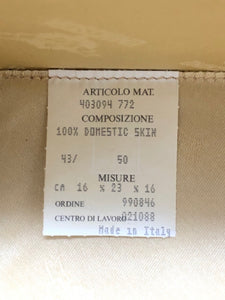 ARTICOLO MAT.
403094 772
COMPOSIZIONE
100% DOMESTIC SKIN
43/ 50
MISURE
CA 16 x 23 x 16
ORDINE 990846
CENTRO DI LAVORO 021088
Made in Italy